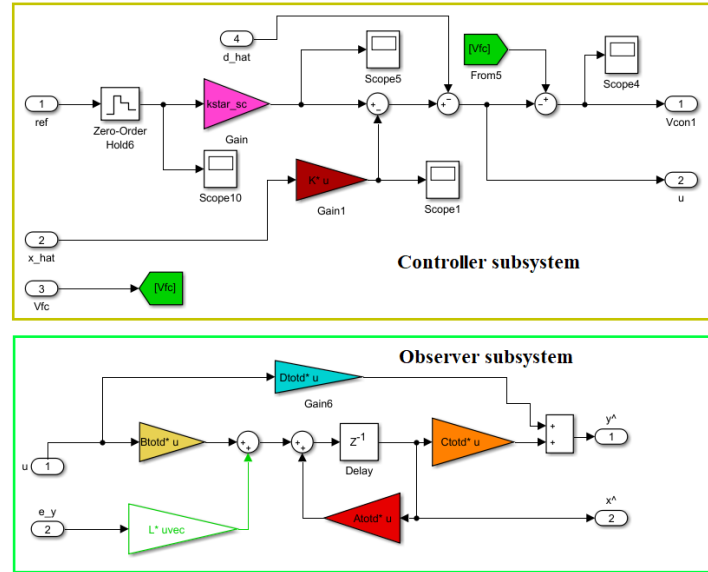 4
d_hat
[Vfc]
From5
Scope5
Scope4
1
ref
Zero-Order
Hold6
kstar_sc
Gain
+
−
+
−
−
+
1
Vcon1
Scope10
K* u
Gain1
Scope1
2
u
2
x_hat
Controller subsystem
3
Vfc
[Vfc]
Observer subsystem
Dtotd* u
Gain6
Btotd* u
+
+
+
+
z-1
Delay
Ctotd* u
+
+
y^
1
u
1
e_y
2
L* uvec
Atotd* u
x^
2